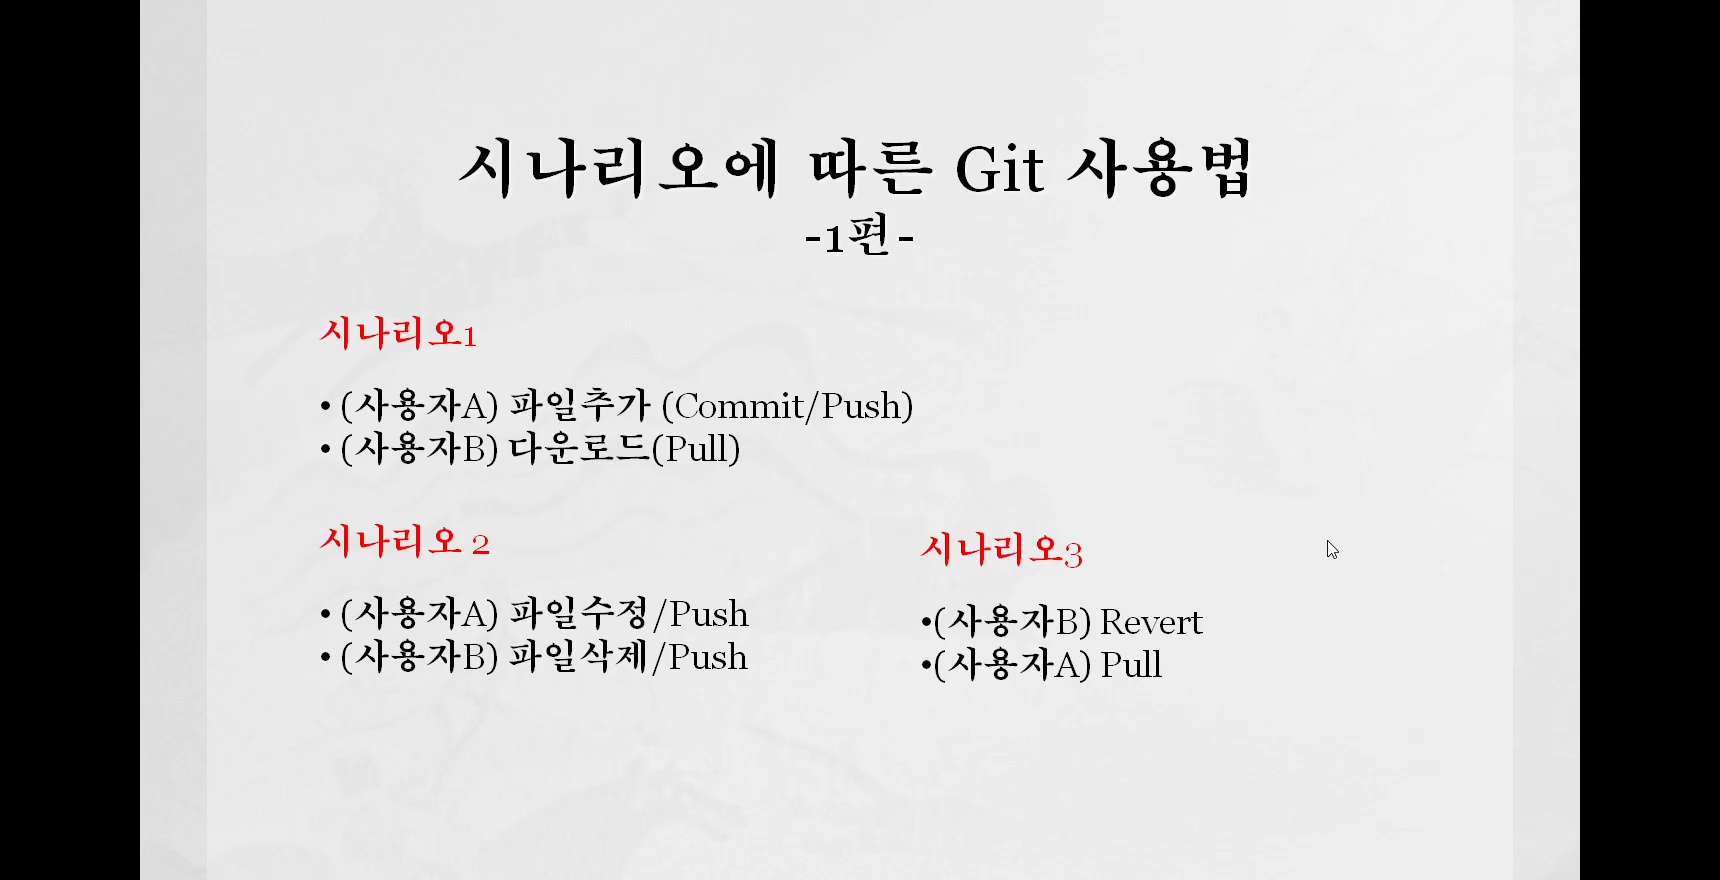 시나리오에 따른 Git 사용법
-1편-
시나리오1
• (사용자A) 파일추가 (Commit/Push)
• (사용자B) 다운로드(Pull)
시나리오 2
• (사용자A) 파일수정/Push
• (사용자B) 파일삭제/Push
시나리오3
•(사용자B) Revert
•(사용자A) Pull